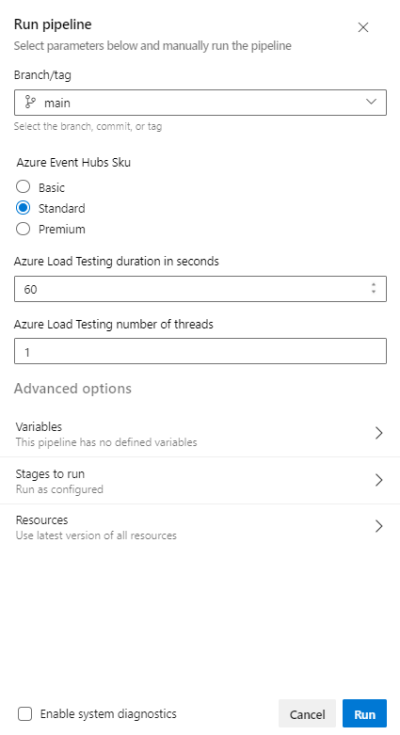 Run pipeline
Select parameters below and manually run the pipeline
Branch/tag
main
Select the branch, commit, or tag
Azure Event Hubs Sku
Basic
Standard
Premium
Azure Load Testing duration in seconds
60
Azure Load Testing number of threads
1
Advanced options
Variables
This pipeline has no defined variables
Stages to run
Run as configured
Resources
Use latest version of all resources
Enable system diagnostics
Cancel
Run